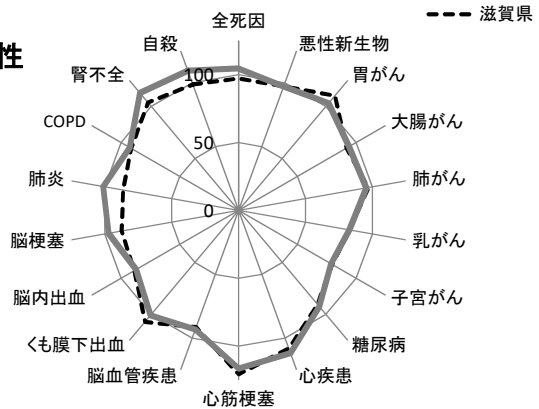 性
滋賀県
全死因
悪性新生物
胃がん
大腸がん
肺がん
乳がん
子宮がん
糖尿病
心疾患
心筋梗塞
脳血管疾患
くも膜下出血
脳内出血
脳梗塞
肺炎
COPD
腎不全
自殺
100
50
0